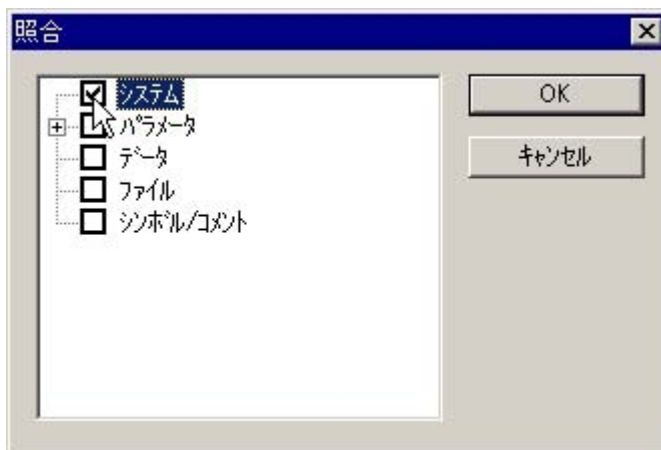 照合
システム
OK
パラメータ
データ
キャンセル
ファイル
シンボル/コメント